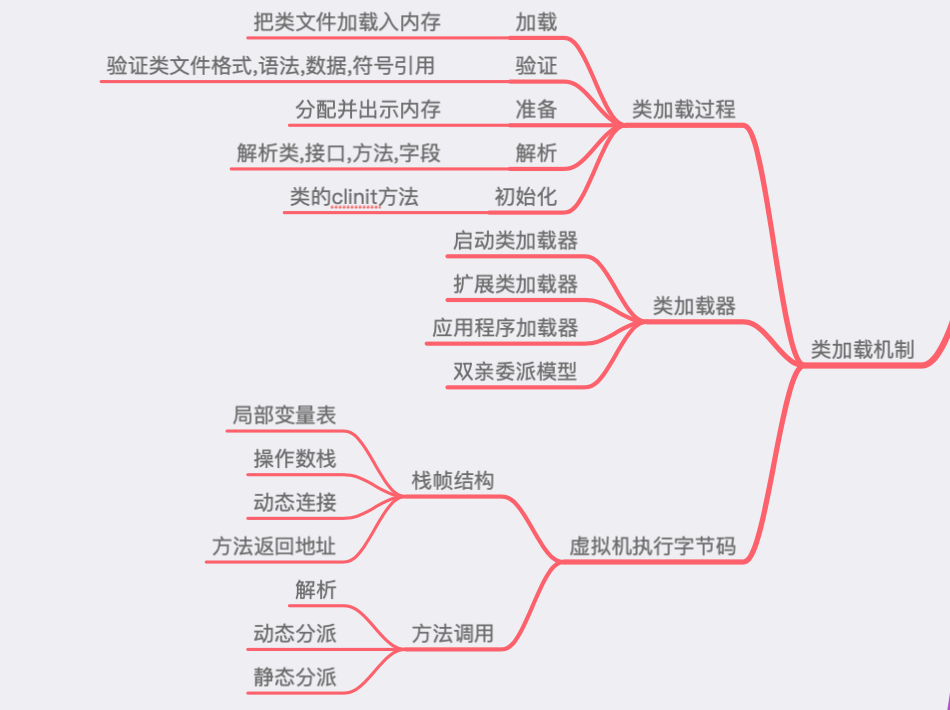 把类文件加载入内存 加载
验证类文件格式,语法,数据,符号引用 验证
分配并出示内存 准备 类加载过程
解析类,接口,方法,字段 解析
类的clinit方法 初始化
启动类加载器
扩展类加载器
类加载器
应用程序加载器
类加载机制
双亲委派模型
局部变量表
操作数栈
栈帧结构
动态连接
方法返回地址 虚拟机执行字节码
解析
动态分派 方法调用
静态分派